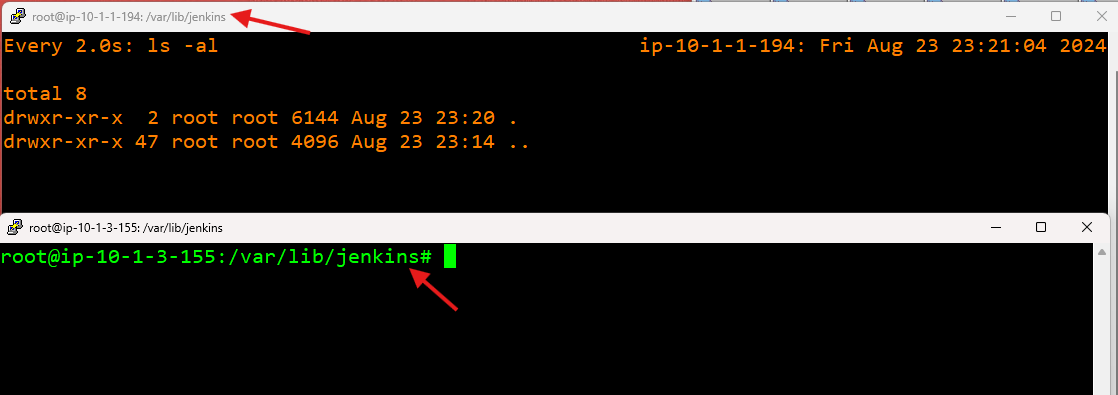 root@ip-10-1-1-194: /var/lib/jenkins
Every 2.0s: ls -al ip-10-1-1-194: Fri Aug 23 23:21:04 2024
total 8
drwxr-xr-x  2 root root 6144 Aug 23 23:20 .
drwxr-xr-x 47 root root 4096 Aug 23 23:14 ..
root@ip-10-1-3-155: /var/lib/jenkins
root@ip-10-1-3-155:/var/lib/jenkins#